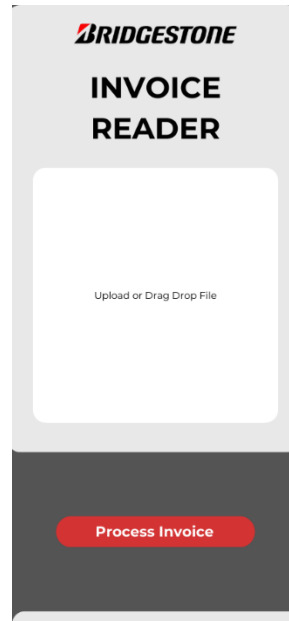 BRIDGESTONE
INVOICE
READER
Upload or Drag Drop File
Process Invoice